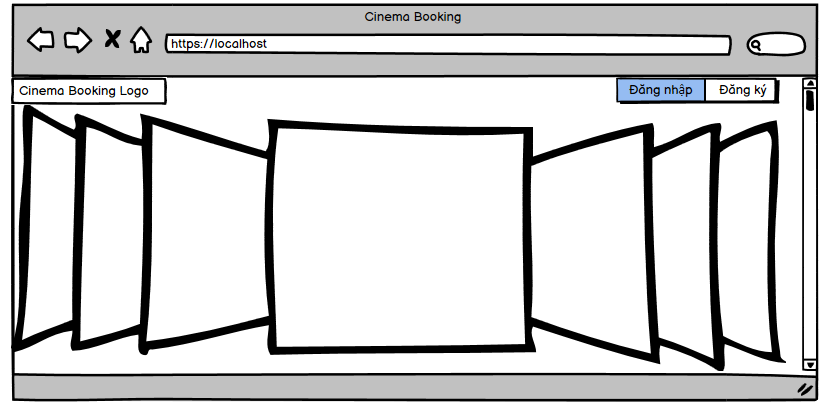 Cinema Booking
https://localhost
Cinema Booking Logo
Đăng nhập
Đăng ký